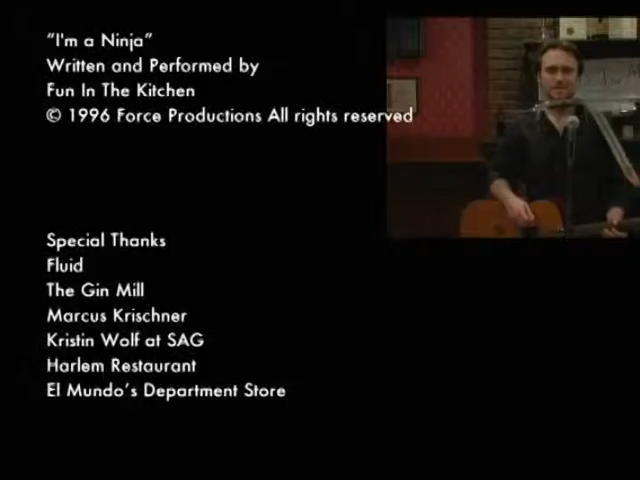 "I'm a Ninja"
Written and Performed by
Fun In The Kitchen
© 1996 Force Productions All rights reserved
Special Thanks
Fluid
The Gin Mill
Marcus Krischner
Kristin Wolf at SAG
Harlem Restaurant
El Mundo's Department Store